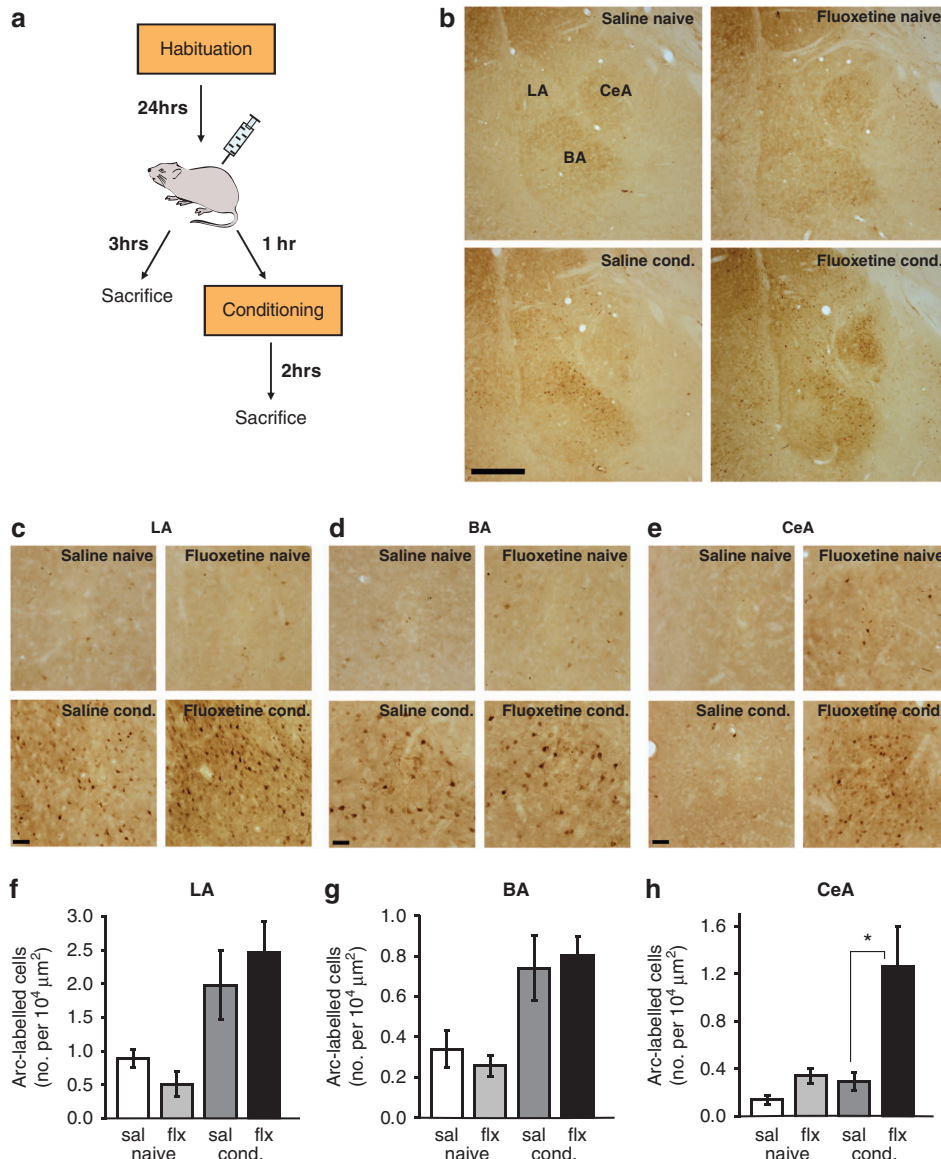 a
Habituation
24hrs
3hrs
1 hr
Sacrifice
Conditioning
2hrs
Sacrifice
b
Saline naive
LA
CeA
BA
Fluoxetine naive
Saline cond.
Fluoxetine cond.
c
LA
Saline naive
Fluoxetine naive
Saline cond.
Fluoxetine cond.
d
BA
Saline naive
Fluoxetine naive
Saline cond.
Fluoxetine cond.
e
CeA
Saline naive
Fluoxetine naive
Saline cond.
Fluoxetine cond.
f
LA
Arc-labelled cells
(no. per 10⁴ μm²)
3.0
2.5
2.0
1.5
1.0
0.5
0.0
sal flx sal flx
naive cond.
g
BA
Arc-labelled cells
(no. per 10⁴ μm²)
1.0
0.8
0.6
0.4
0.2
0.0
sal flx sal flx
naive cond.
h
CeA
Arc-labelled cells
(no. per 10⁴ μm²)
1.6
1.2
0.8
0.4
0.0
*
sal flx sal flx
naive cond.